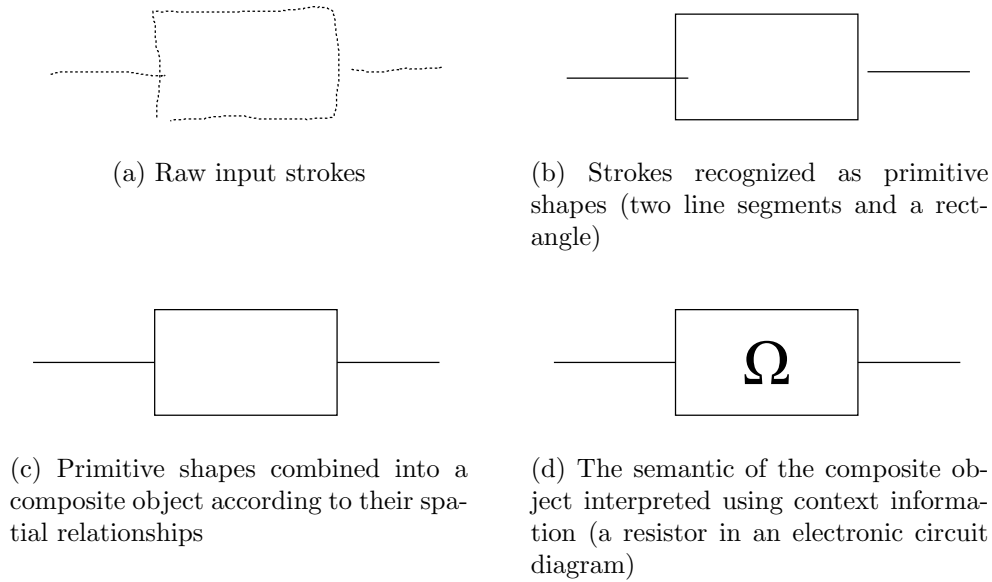 (a) Raw input strokes
(b) Strokes recognized as primitive
shapes (two line segments and a rect-
angle)
Ω
(c) Primitive shapes combined into a
composite object according to their spa-
tial relationships
(d) The semantic of the composite ob-
ject interpreted using context informa-
tion (a resistor in an electronic circuit
diagram)